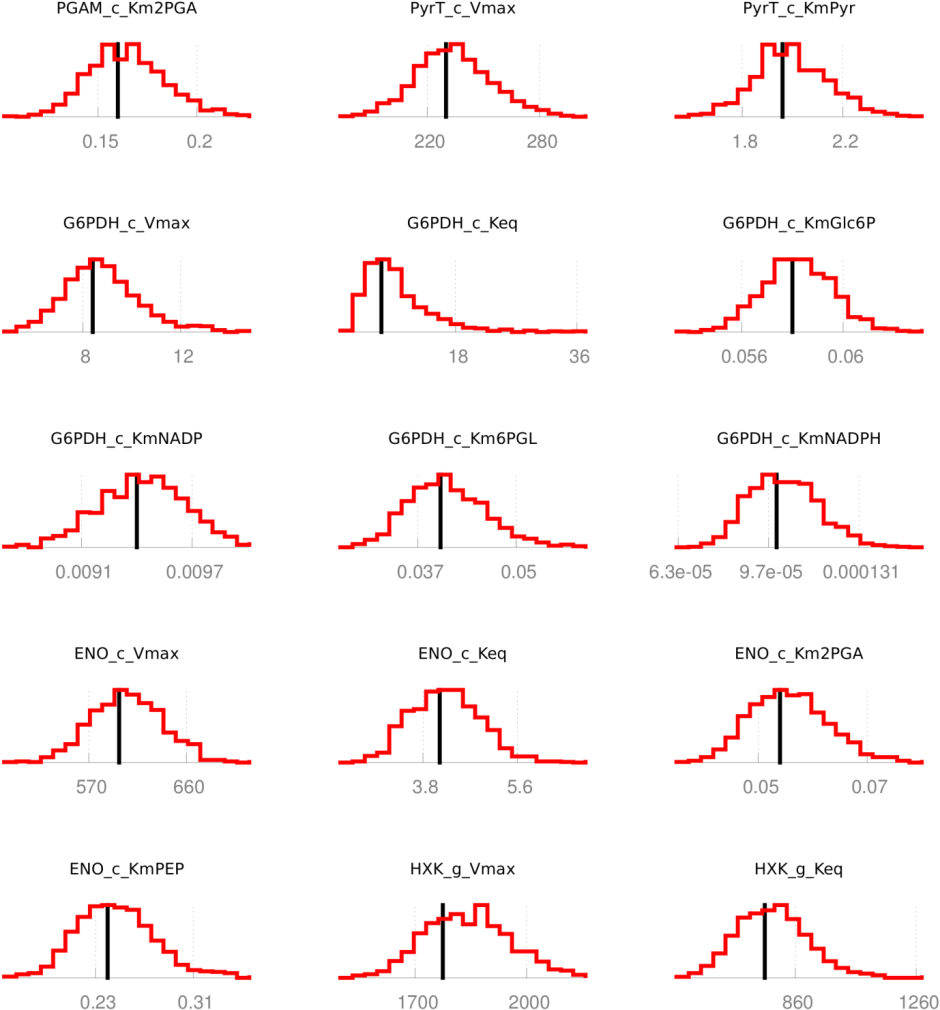 PGAM_c_Km2PGA PyrT_c_Vmax PyrT_c_KmPyr
0.15 0.2 220 280 1.8 2.2
G6PDH_c_Vmax G6PDH_c_Keq G6PDH_c_KmGlc6P
8 12 18 36 0.056 0.06
G6PDH_c_KmNADP G6PDH_c_Km6PGL G6PDH_c_KmNADPH
0.0091 0.0097 0.037 0.05 6.3e-05 9.7e-05 0.000131
ENO_c_Vmax ENO_c_Keq ENO_c_Km2PGA
570 660 3.8 5.6 0.05 0.07
ENO_c_KmPEP HXK_g_Vmax HXK_g_Keq
0.23 0.31 1700 2000 860 1260